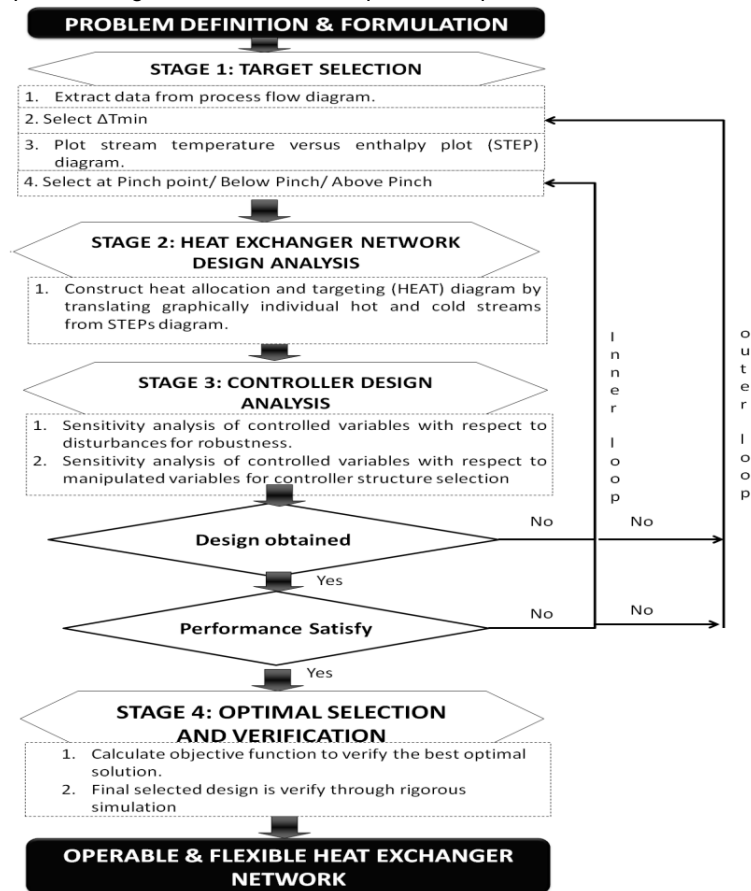 PROBLEM DEFINITION & FORMULATION
STAGE 1: TARGET SELECTION
1. Extract data from process flow diagram.
2. Select ΔTmin
3. Plot stream temperature versus enthalpy plot (STEP)
diagram.
4. Select at Pinch point/ Below Pinch/ Above Pinch
STAGE 2: HEAT EXCHANGER NETWORK
DESIGN ANALYSIS
1. Construct heat allocation and targeting (HEAT) diagram by
translating graphically individual hot and cold streams
from STEPs diagram.
STAGE 3: CONTROLLER DESIGN
ANALYSIS
1. Sensitivity analysis of controlled variables with respect to
disturbances for robustness.
2. Sensitivity analysis of controlled variables with respect to
manipulated variables for controller structure selection
Inner loop
outer loop
Design obtained
No
No
Yes
Performance Satisfy
No
No
Yes
STAGE 4: OPTIMAL SELECTION
AND VERIFICATION
1. Calculate objective function to verify the best optimal
solution.
2. Final selected design is verify through rigorous
simulation
OPERABLE & FLEXIBLE HEAT EXCHANGER
NETWORK